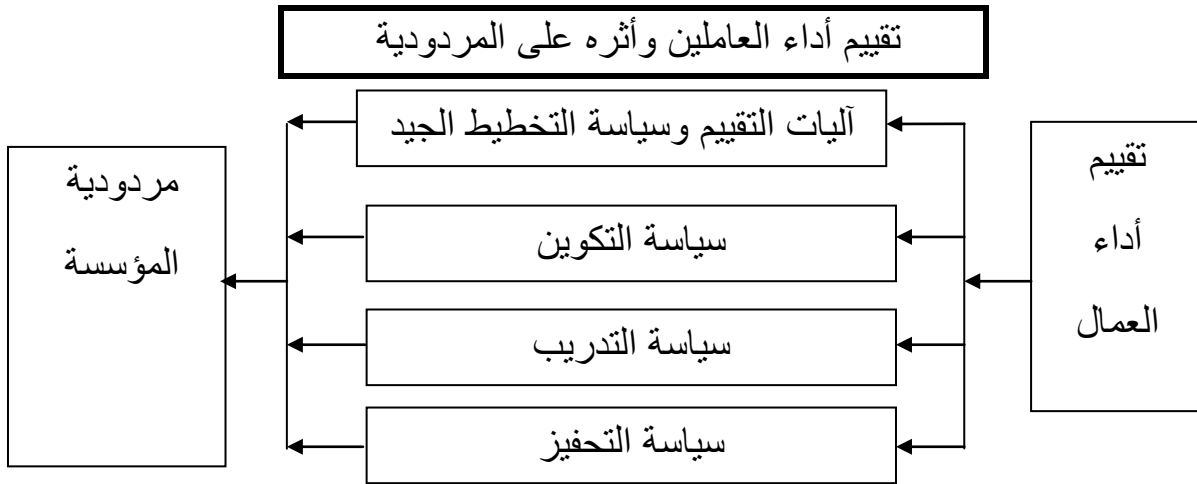 تقييم أداء العاملين وأثره على المردودية
تقييم
أداء
العمال
آليات التقييم وسياسة التخطيط الجيد
سياسة التكوين
سياسة التدريب
سياسة التحفيز
مردودية
المؤسسة